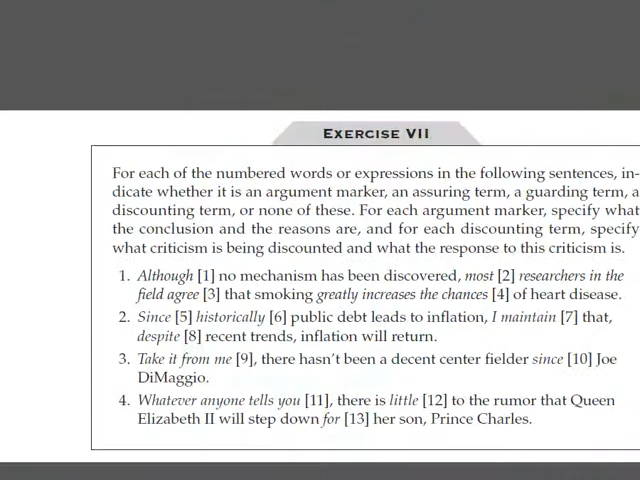 EXERCISE VII
For each of the numbered words or expressions in the following sentences, in-
dicate whether it is an argument marker, an assuring term, a guarding term, a
discounting term, or none of these. For each argument marker, specify what
the conclusion and the reasons are, and for each discounting term, specify
what criticism is being discounted and what the response to this criticism is.
1. Although [1] no mechanism has been discovered, most [2] researchers in the
field agree [3] that smoking greatly increases the chances [4] of heart disease.
2. Since [5] historically [6] public debt leads to inflation, I maintain [7] that,
despite [8] recent trends, inflation will return.
3. Take it from me [9], there hasn't been a decent center fielder since [10] Joe
DiMaggio.
4. Whatever anyone tells you [11], there is little [12] to the rumor that Queen
Elizabeth II will step down for [13] her son, Prince Charles.